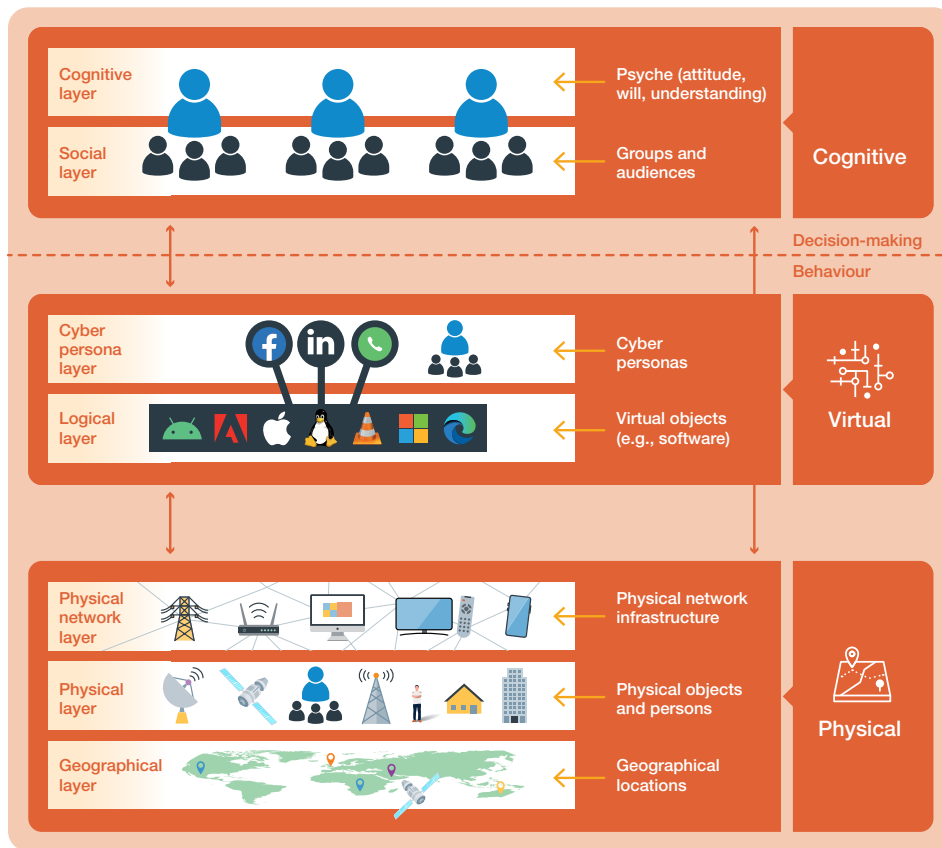 Cognitive
layer
Psyche (attitude,
will, understanding)
Social
layer
Groups and
audiences
Cognitive
Decision-making
Behaviour
Cyber
persona
layer
f
in
Cyber
personas
Logical
layer
Virtual objects
(e.g., software)
Virtual
Physical
network
layer
Physical network
infrastructure
Physical
layer
Physical objects
and persons
Geographical
layer
Geographical
locations
Physical